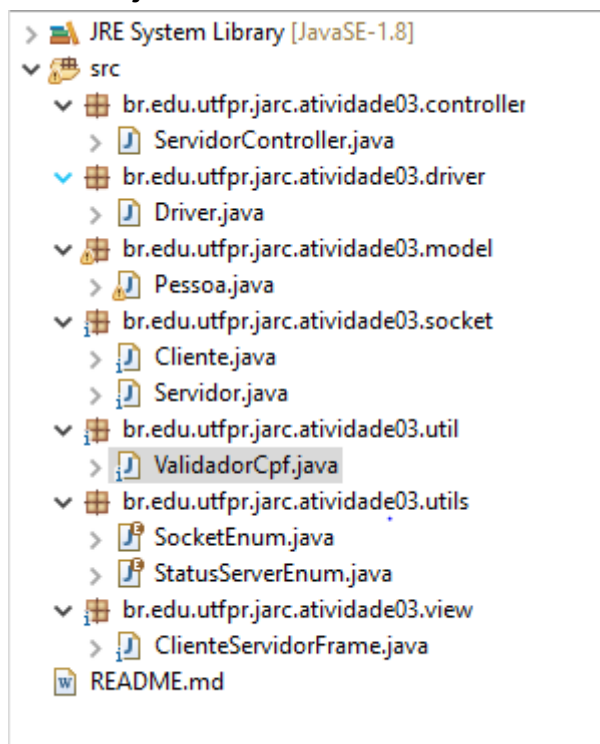 JRE System Library [JavaSE-1.8]
src
br.edu.utfpr.jarc.atividade03.controller
ServidorController.java
br.edu.utfpr.jarc.atividade03.driver
Driver.java
br.edu.utfpr.jarc.atividade03.model
Pessoa.java
br.edu.utfpr.jarc.atividade03.socket
Cliente.java
Servidor.java
br.edu.utfpr.jarc.atividade03.util
ValidadorCpf.java
br.edu.utfpr.jarc.atividade03.utils
SocketEnum.java
StatusServerEnum.java
br.edu.utfpr.jarc.atividade03.view
ClienteServidorFrame.java
README.md